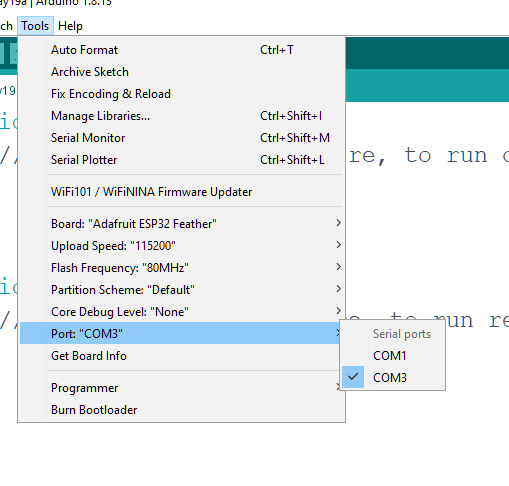 | Arduino 1.8.13
Tools Help
Auto Format Ctrl+T
Archive Sketch
Fix Encoding & Reload
Manage Libraries... Ctrl+Shift+I
Serial Monitor Ctrl+Shift+M
Serial Plotter Ctrl+Shift+L
WiFi101 / WiFiNINA Firmware Updater
Board: "Adafruit ESP32 Feather"
Upload Speed: "115200"
Flash Frequency: "80MHz"
Partition Scheme: "Default"
Core Debug Level: "None"
Port: "COM3"
Serial ports
COM1
COM3
Get Board Info
Programmer
Burn Bootloader
// re, to run
// to run re